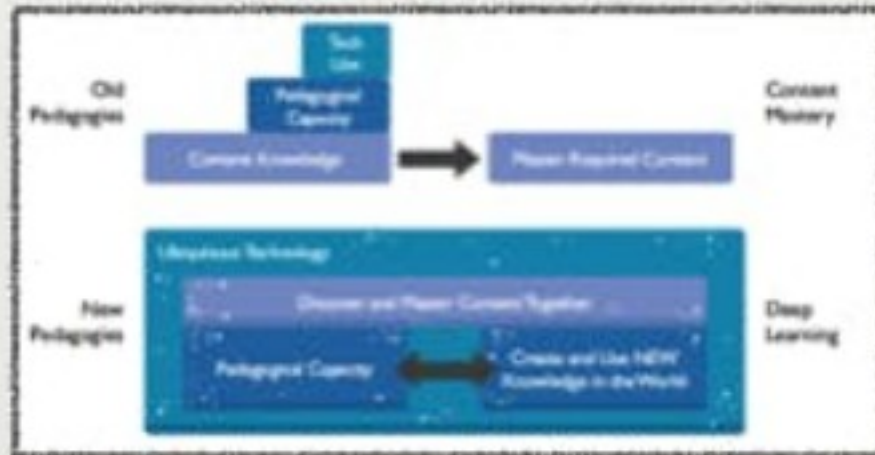 Tech
Use
Old
Pedagogies
Pedagogical
Capacity
Content
Mastery
Content Knowledge
Master Required Content
Ubiquitous Technology
Discover and Master Content Together
New
Pedagogies
Deep
Learning
Pedagogical Capacity
Create and Use NEW
Knowledge in the World